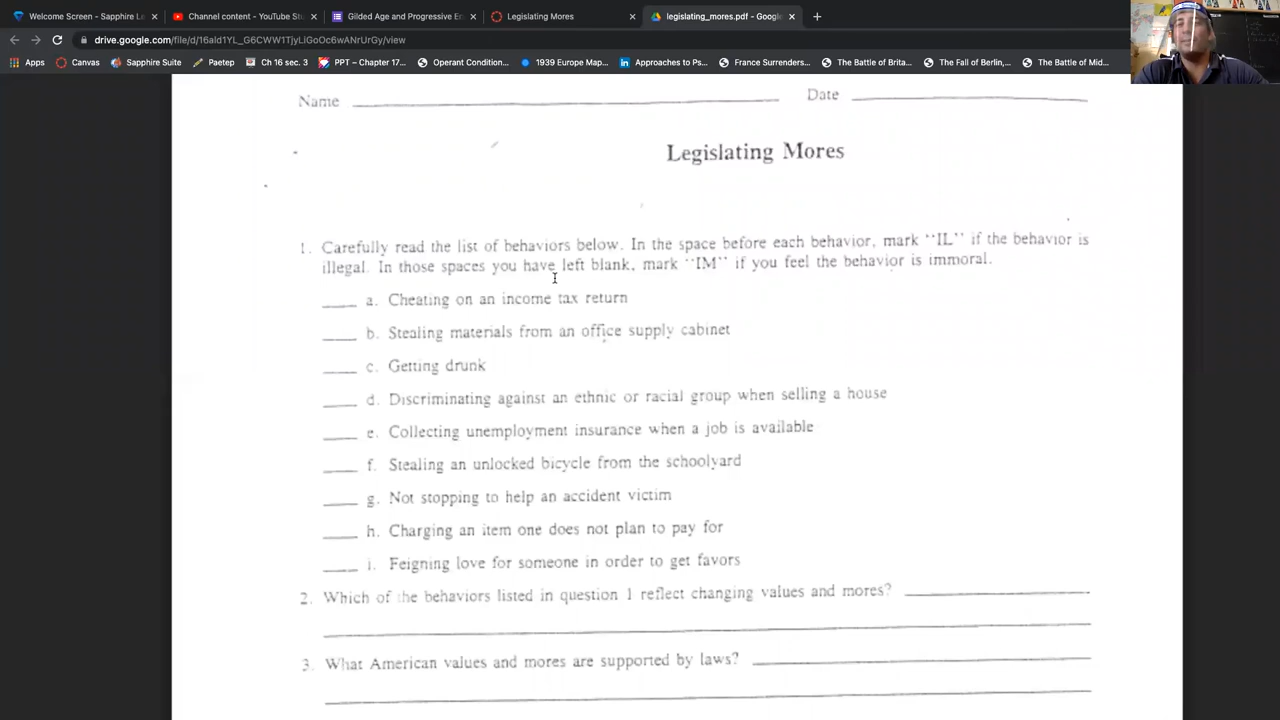 Welcome Screen - Sapphire Le
Channel content - YouTube Stu
Gilded Age and Progressive En
Legislating Mores
legislating_mores.pdf - Google
drive.google.com/file/d/16ald1YL_G6CWW1TjyLiGoOc6wANrUrGy/view
Apps
Canvas
Sapphire Suite
Paetep
Ch 16 sec. 3
PPT – Chapter 17...
Operation Barbaro...
1939 Europe Map...
Approaches to Ps...
France Surrenders...
The Battle of Brita...
The Fall of Berlin,...
The Battle of Mid...
Name
Date
Legislating Mores
1. Carefully read the list of behaviors below. In the space before each behavior, mark "IL" if the behavior is
illegal. In those spaces you have left blank, mark "IM" if you feel the behavior is immoral.
a. Cheating on an income tax return
b. Stealing materials from an office supply cabinet
c. Getting drunk
d. Discriminating against an ethnic or racial group when selling a house
e. Collecting unemployment insurance when a job is available
f. Stealing an unlocked bicycle from the schoolyard
g. Not stopping to help an accident victim
h. Charging an item one does not plan to pay for
i. Feigning love for someone in order to get favors
2. Which of the behaviors listed in question 1 reflect changing values and mores?
3. What American values and mores are supported by laws?